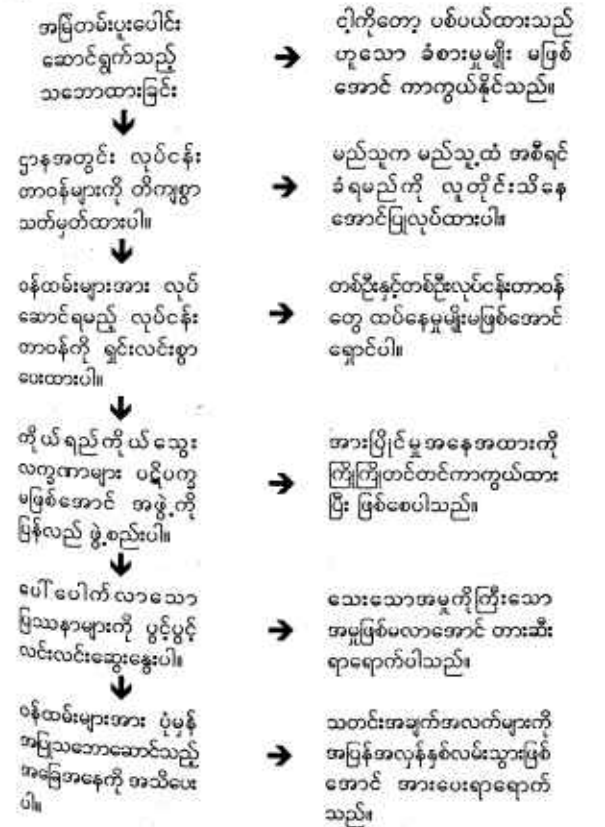 အမြဲတမ်းပူးပေါင်း
ဆောင်ရွက်သည့်
သဘောထားခြင်း
ငါ့ကိုတော့ ပစ်ပယ်ထားသည်
ဟူသော ခံစားမှုမျိုး မဖြစ်
အောင် ကာကွယ်နိုင်သည်။
ဌာနအတွင်း လုပ်ငန်း
တာဝန်များကို တိကျစွာ
သတ်မှတ်ထားပါ။
မည်သူက မည်သူ့ထံ အစီရင်
ခံရမည်ကို လူတိုင်းသိနေ
အောင်ပြုလုပ်ထားပါ။
ဝန်ထမ်းများအား လုပ်
ဆောင်ရမည့် လုပ်ငန်း
တာဝန်ကို ရှင်းလင်းစွာ
ပေးထားပါ။
တစ်ဦးနှင့်တစ်ဦးလုပ်ငန်းတာဝန်
တွေ ထပ်နေမှုမျိုးမဖြစ်အောင်
ရှောင်ပါ။
ကိုယ်ရည်ကိုယ်သွေး
လက္ခဏာများ ပဋိပက္ခ
မဖြစ်အောင် အဖွဲ့ကို
ပြန်လည် ဖွဲ့စည်းပါ။
အားပြိုင်မှုအနေအထားကို
ကြိုကြိုတင်တင်ကာကွယ်ထား
ပြီး ဖြစ်စေပါသည်။
ပေါ်ပေါက်လာသော
ပြဿနာများကို ပွင့်ပွင့်
လင်းလင်းဆွေးနွေးပါ။
သေးသောအမှုကိုကြီးသော
အမှုဖြစ်မလာအောင် တားဆီး
ရာရောက်ပါသည်။
ဝန်ထမ်းများအား ပုံမှန်
အပြုသဘောဆောင်သည့်
အခြေအနေကို အသိပေး
ပါ။
သတင်းအချက်အလက်များကို
အပြန်အလှန်နှစ်လမ်းသွားဖြစ်
အောင် အားပေးရာရောက်
သည်။